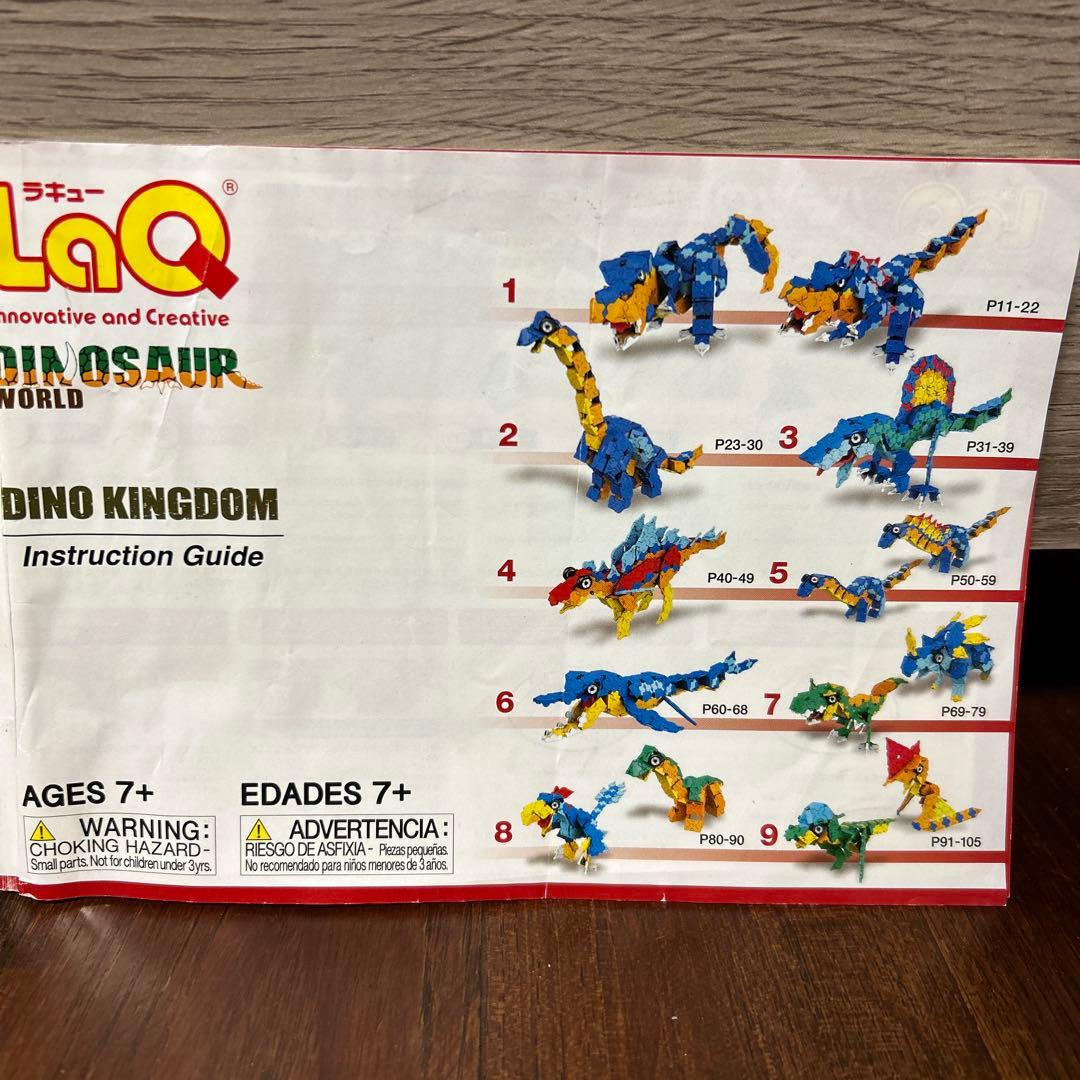 ラキュー
LaQ®
Innovative and Creative
DINOSAUR
WORLD
DINO KINGDOM
Instruction Guide
AGES 7+
WARNING:
CHOKING HAZARD-
Small parts. Not for children under 3yrs.
EDADES 7+
ADVERTENCIA:
RIESGO DE ASFIXIA - Piezas pequeñas.
No recomendado para niños menores de 3 años.
1
P11-22
2
P23-30
3
P31-39
4
P40-49
5
P50-59
6
P60-68
7
P69-79
8
P80-90
9
P91-105